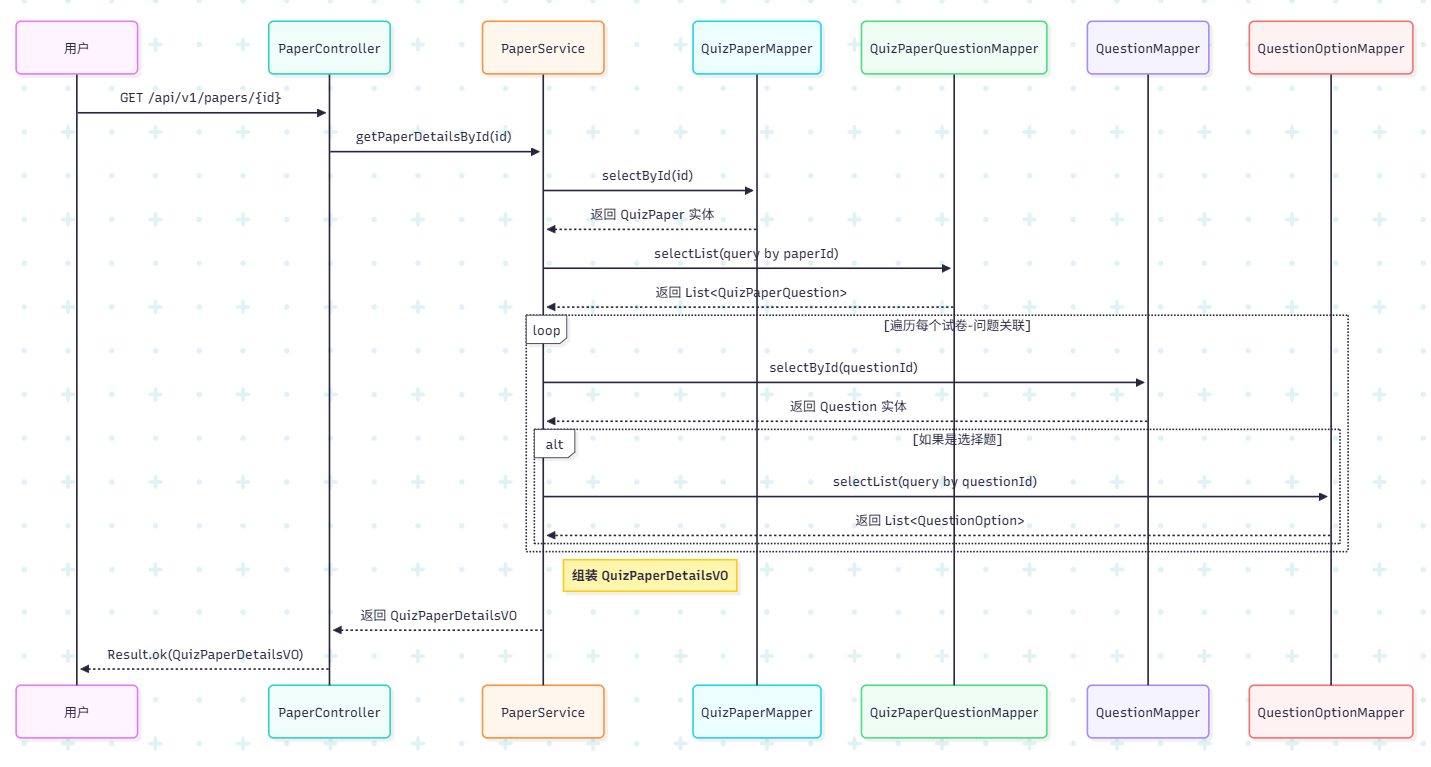 用户
PaperController
PaperService
QuizPaperMapper
QuizPaperQuestionMapper
QuestionMapper
QuestionOptionMapper
GET /api/v1/papers/{id}
getPaperDetailsById(id)
selectById(id)
返回 QuizPaper 实体
selectList(query by paperId)
返回 List<QuizPaperQuestion>
loop
[遍历每个试卷-问题关联]
selectById(questionId)
返回 Question 实体
alt
[如果是选择题]
selectList(query by questionId)
返回 List<QuestionOption>
组装 QuizPaperDetailsVO
返回 QuizPaperDetailsVO
Result.ok(QuizPaperDetailsVO)
用户
PaperController
PaperService
QuizPaperMapper
QuizPaperQuestionMapper
QuestionMapper
QuestionOptionMapper